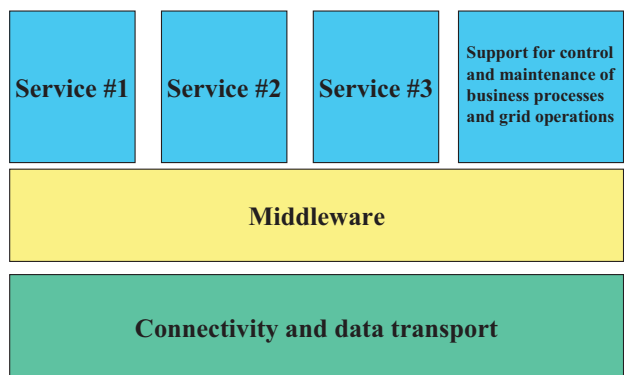 Service #1
Service #2
Service #3
Support for control
and maintenance of
business processes
and grid operations
Middleware
Connectivity and data transport